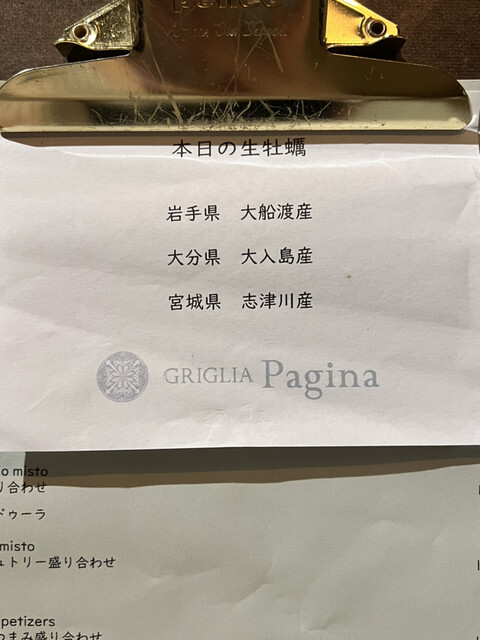 本日の生牡蠣
岩手県 大船渡産
大分県 大入島産
宮城県 志津川産
GRIGLIA Pagina
o misto
り合わせ
ドゥーラ
misto
ュトリー盛り合わせ
petizers
つまみ盛り合わせ